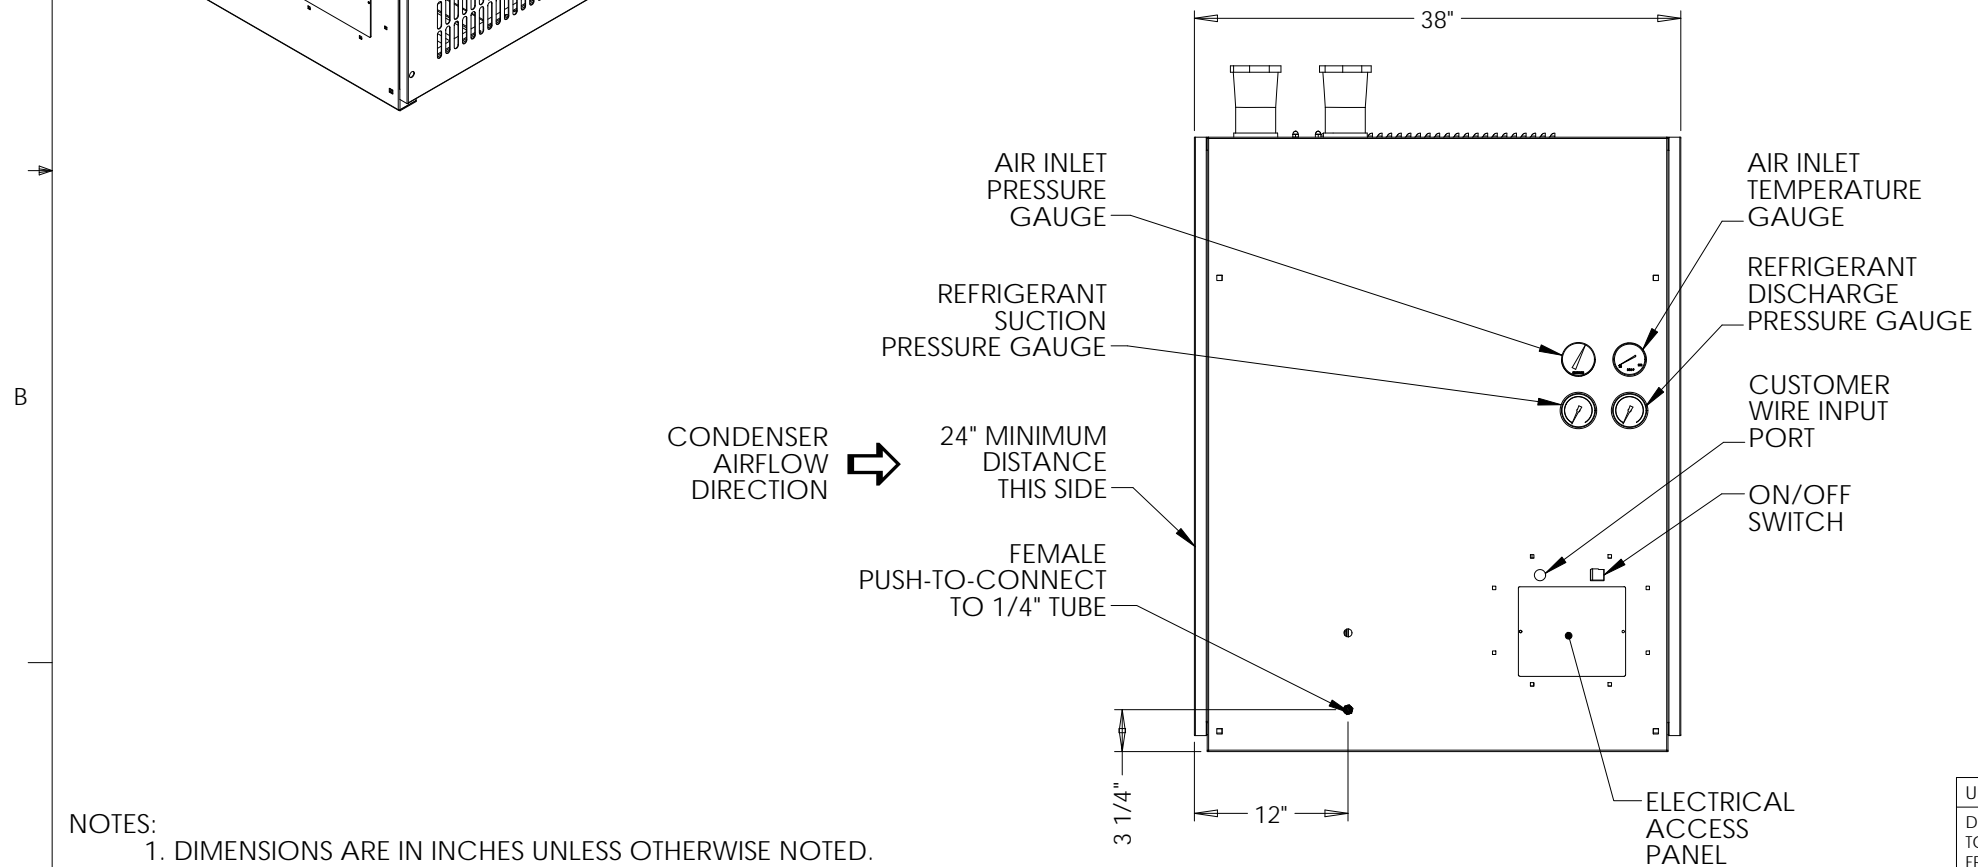 38"
AIR INLET
PRESSURE
GAUGE
AIR INLET
TEMPERATURE
GAUGE
REFRIGERANT
SUCTION
PRESSURE GAUGE
REFRIGERANT
DISCHARGE
PRESSURE GAUGE
B
CUSTOMER
WIRE INPUT
PORT
CONDENSER
AIRFLOW
DIRECTION
24" MINIMUM
DISTANCE
THIS SIDE
ON/OFF
SWITCH
FEMALE
PUSH-TO-CONNECT
TO 1/4" TUBE
3 1/4"
12"
ELECTRICAL
ACCESS
PANEL
NOTES:
1. DIMENSIONS ARE IN INCHES UNLESS OTHERWISE NOTED.